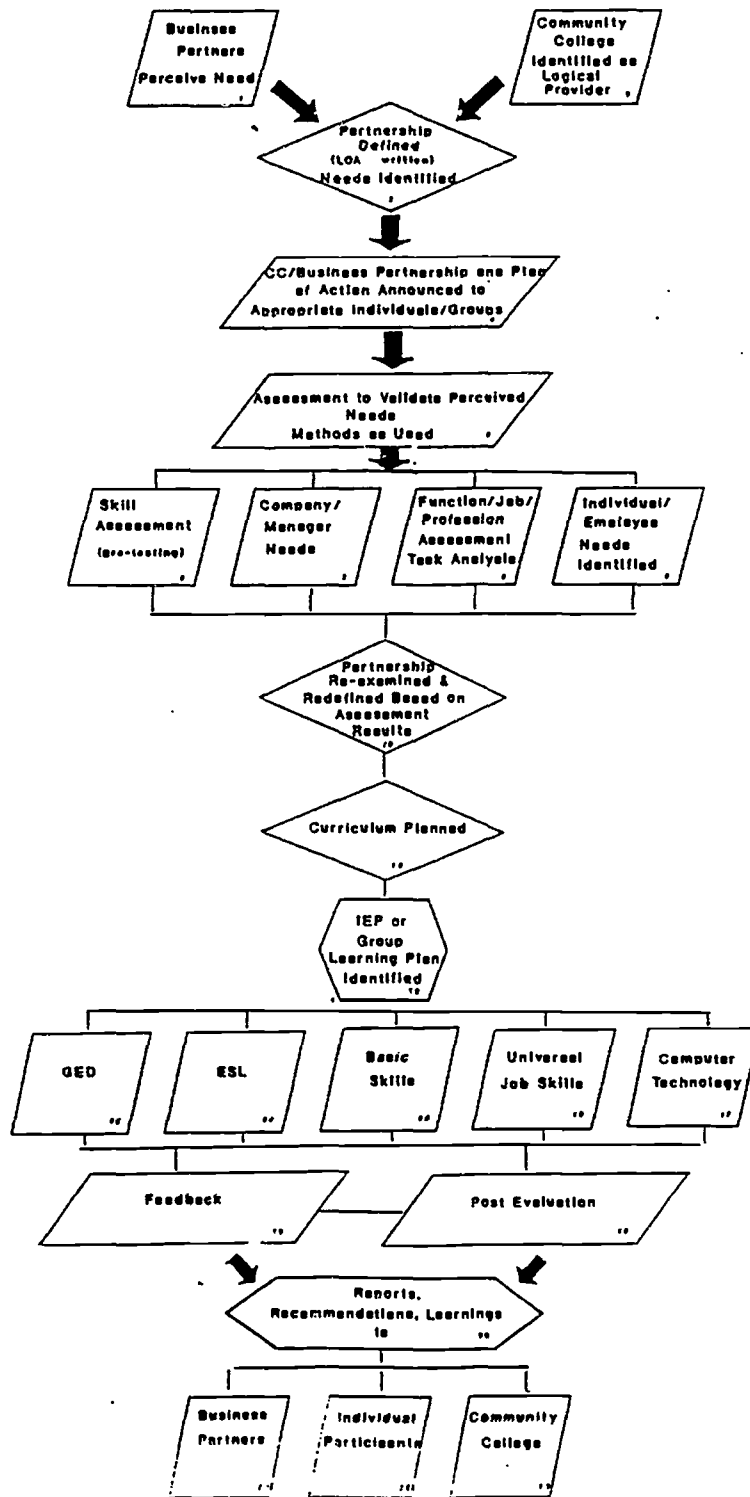 Business
Partners
Perceive Need
Community
College
Identified as
Logical
Provider
Partnership
Defined
(LOA written)
Needs Identified
CC/Business Partnership and Plan
of Action Announced to
Appropriate Individuals/Groups
Assessment to Validate Perceived
Needs
Methods as Used
Skill
Assessment
(pre-testing)
Company/
Manager
Needs
Function/Job/
Profession
Assessment
Task Analysis
Individual/
Employee
Needs
Identified
Partnership
Re-examined &
Redefined Based on
Assessment
Results
Curriculum Planned
IEP or
Group
Learning Plan
Identified
GED
ESL
Basic
Skills
Universal
Job Skills
Computer
Technology
Feedback
Post Evaluation
Reports,
Recommendations, Learnings
to
Business
Partners
Individual
Participants
Community
College